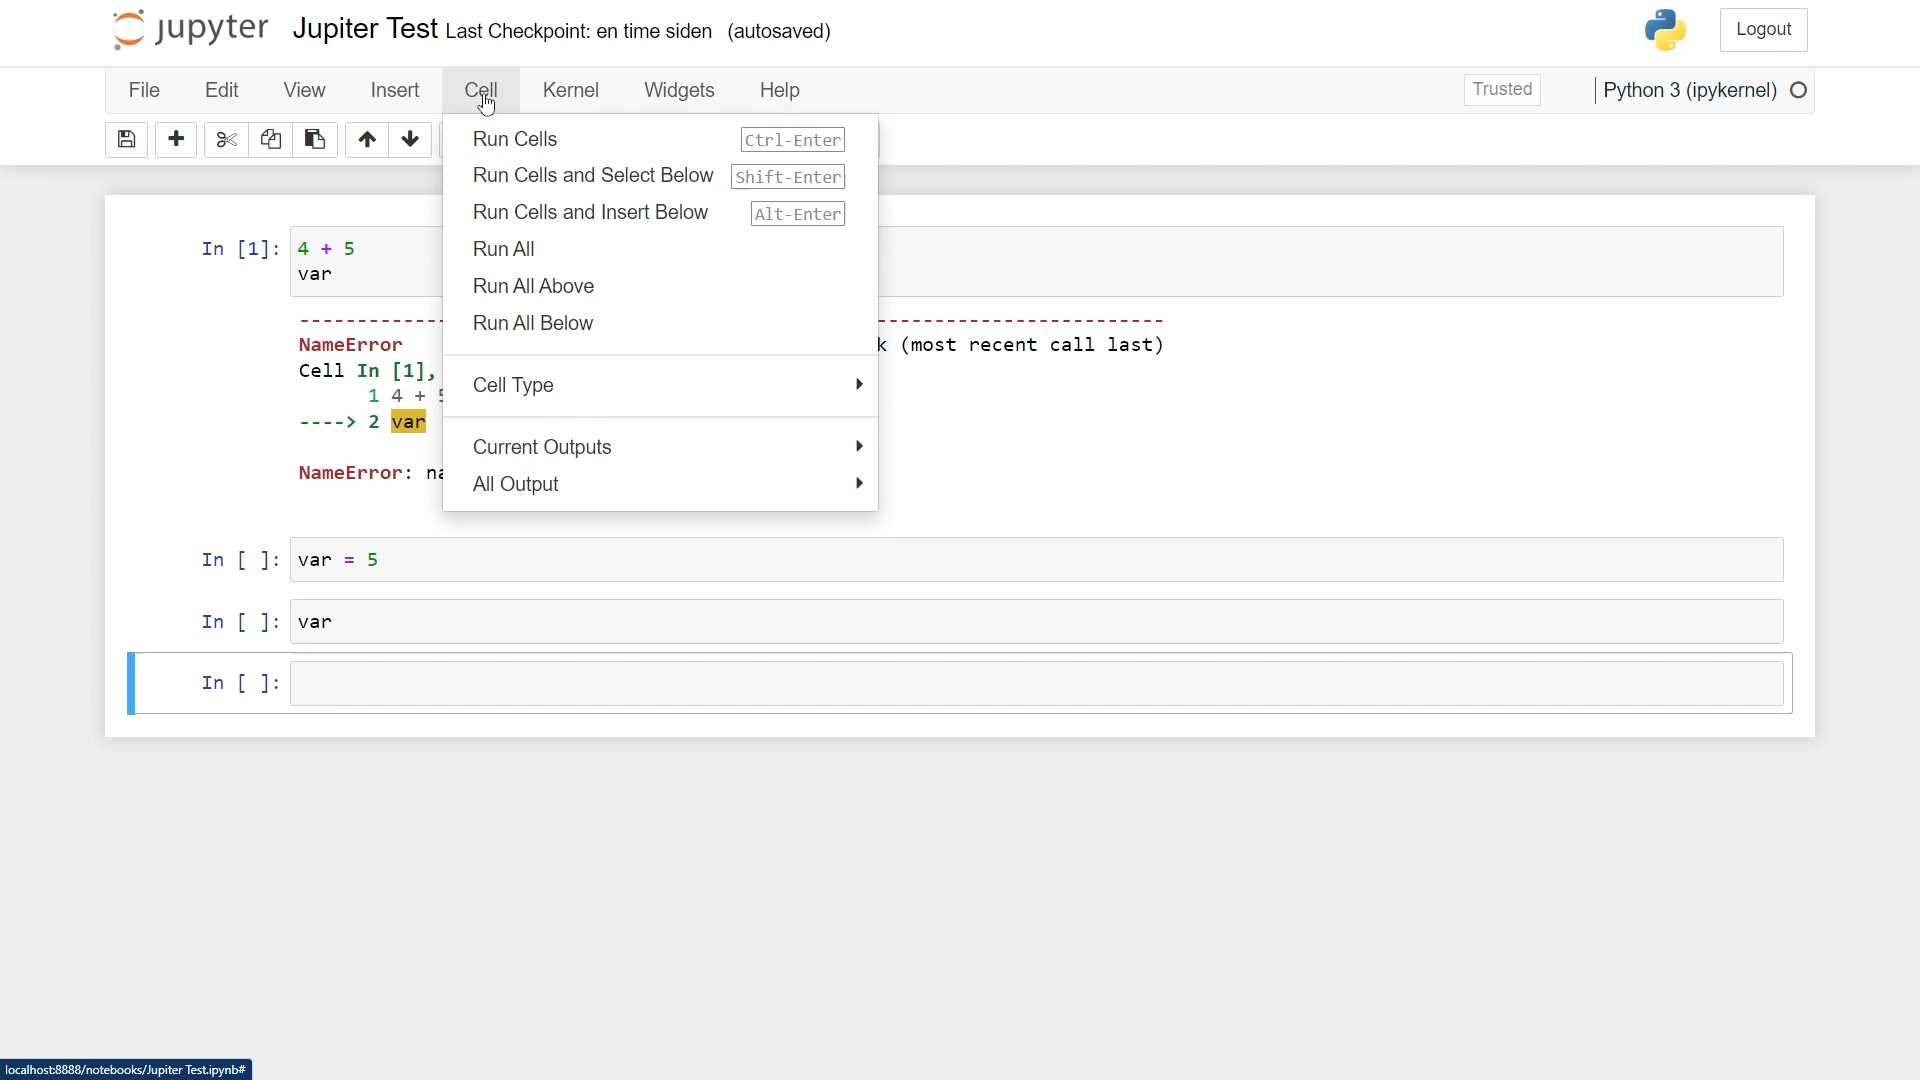 jupyter Jupiter Test Last Checkpoint: en time siden (autosaved) Logout
File Edit View Insert Cell Kernel Widgets Help Trusted Python 3 (ipykernel)
Run Cells Ctrl-Enter
Run Cells and Select Below Shift-Enter
Run Cells and Insert Below Alt-Enter
Run All
Run All Above
Run All Below
Cell Type
Current Outputs
All Output
In [1]: 4 + 5
var
--------------------------------
NameError k (most recent call last)
Cell In [1],
1 4 +
----> 2 var
NameError: na
In [ ]: var = 5
In [ ]: var
In [ ]:
localhost:8888/notebooks/Jupiter Test.ipynb#